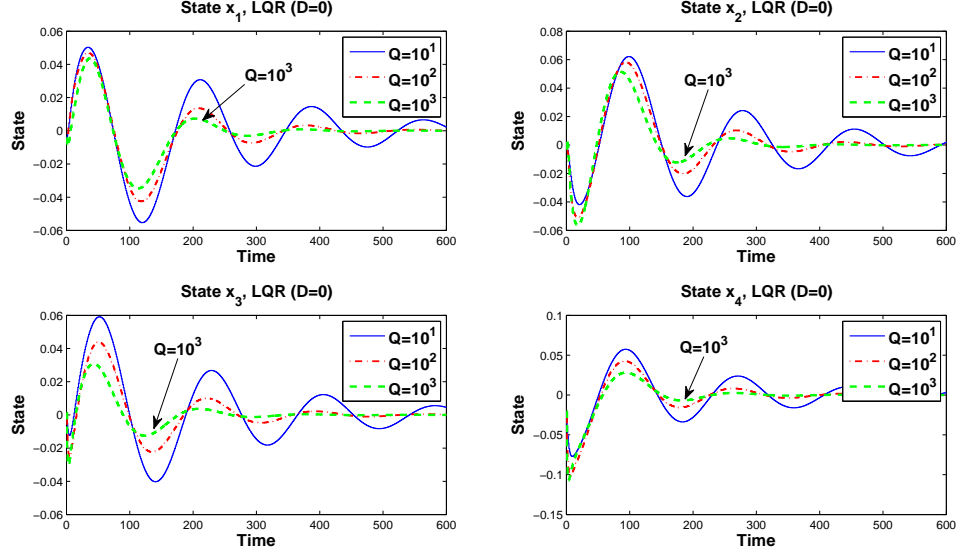 State x1, LQR (D=0)
0.06
0.04
0.02
0
−0.02
−0.04
−0.06
State
0 100 200 300 400 500 600
Time
Q=10^3
Q=10^1
Q=10^2
Q=10^3
State x2, LQR (D=0)
0.08
0.06
0.04
0.02
0
−0.02
−0.04
−0.06
State
0 100 200 300 400 500 600
Time
Q=10^3
Q=10^1
Q=10^2
Q=10^3
State x3, LQR (D=0)
0.06
0.04
0.02
0
−0.02
−0.04
−0.06
State
0 100 200 300 400 500 600
Time
Q=10^3
Q=10^1
Q=10^2
Q=10^3
State x4, LQR (D=0)
0.1
0.05
0
−0.05
−0.1
−0.15
State
0 100 200 300 400 500 600
Time
Q=10^3
Q=10^1
Q=10^2
Q=10^3